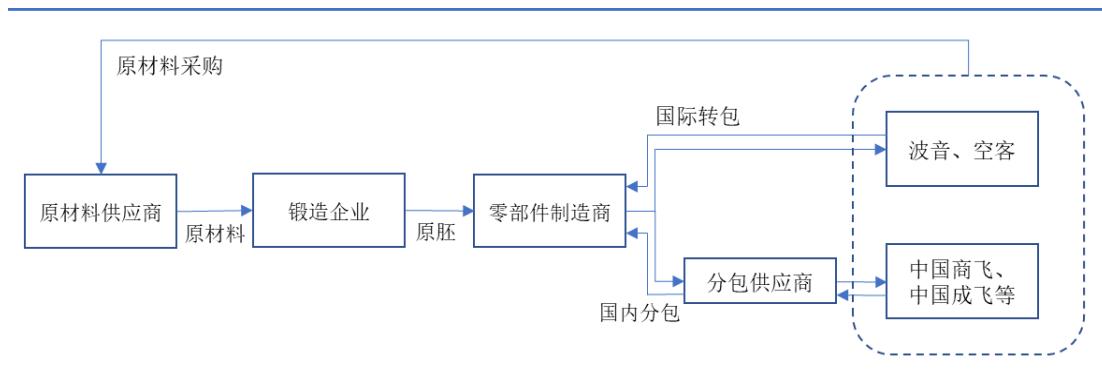 原材料采购
国际转包
波音、空客
原材料供应商
原材料
锻造企业
原胚
零部件制造商
国内分包
分包供应商
中国商飞、
中国成飞等